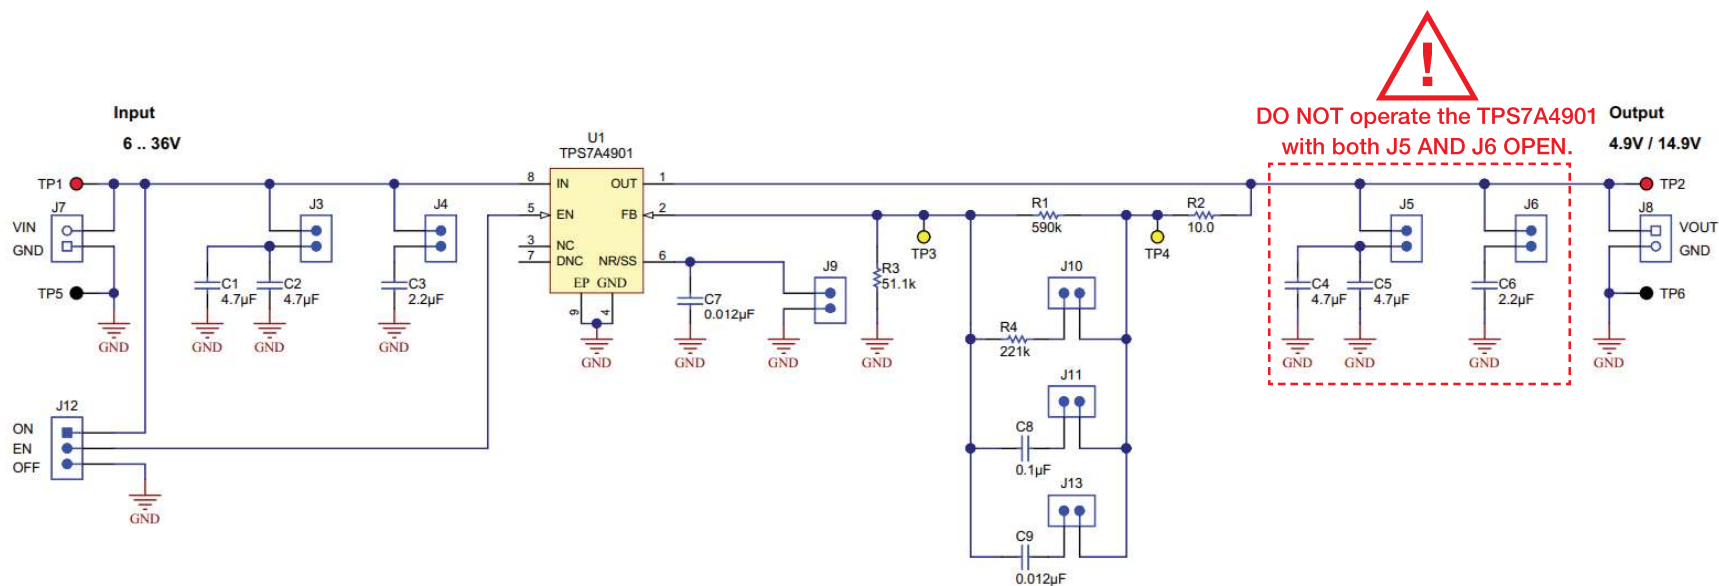 !
DO NOT operate the TPS7A4901
with both J5 AND J6 OPEN.
Input
6 .. 36V
Output
4.9V / 14.9V
U1
TPS7A4901
TP1
J7
VIN
GND
TP5
GND
J3
C1
4.7µF
C2
4.7µF
GND
GND
J4
C3
2.2µF
GND
8
IN
OUT
1
5
EN
FB
2
3
NC
7
DNC
NR/SS
6
EP
GND
9
4
GND
C7
0.012µF
GND
J9
GND
R3
51.1k
GND
TP3
R1
590k
TP4
R2
10.0
J10
R4
221k
J11
C8
0.1µF
J13
C9
0.012µF
J5
C4
4.7µF
C5
4.7µF
GND
GND
J6
C6
2.2µF
GND
TP2
J8
VOUT
GND
TP6
GND
J12
ON
EN
OFF
GND